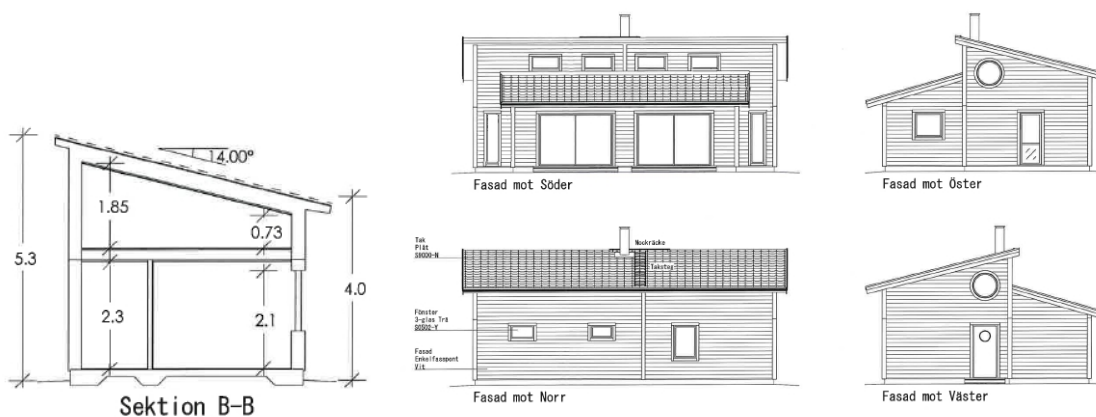 14.00°
1.85
0.73
5.3
4.0
2.3
2.1
Sektion B-B
Fasad mot Söder
Fasad mot Öster
Tak
Plåt
S9000-N
Nockräcke
Taksteg
Fönster
3-glas Trä
S0502-Y
Fasad
Enkelfasspont
Vit
Fasad mot Norr
Fasad mot Väster